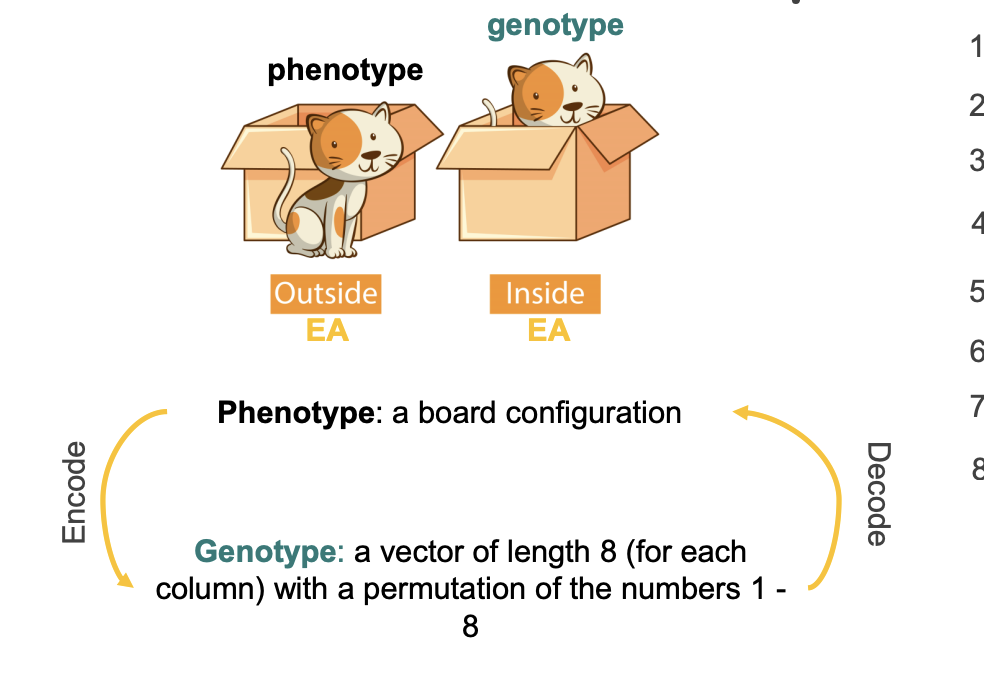 genotype
phenotype
Outside
EA
Inside
EA
Phenotype: a board configuration
Encode
Decode
Genotype: a vector of length 8 (for each
column) with a permutation of the numbers 1 -
8
1
2
3
4
5
6
7
8